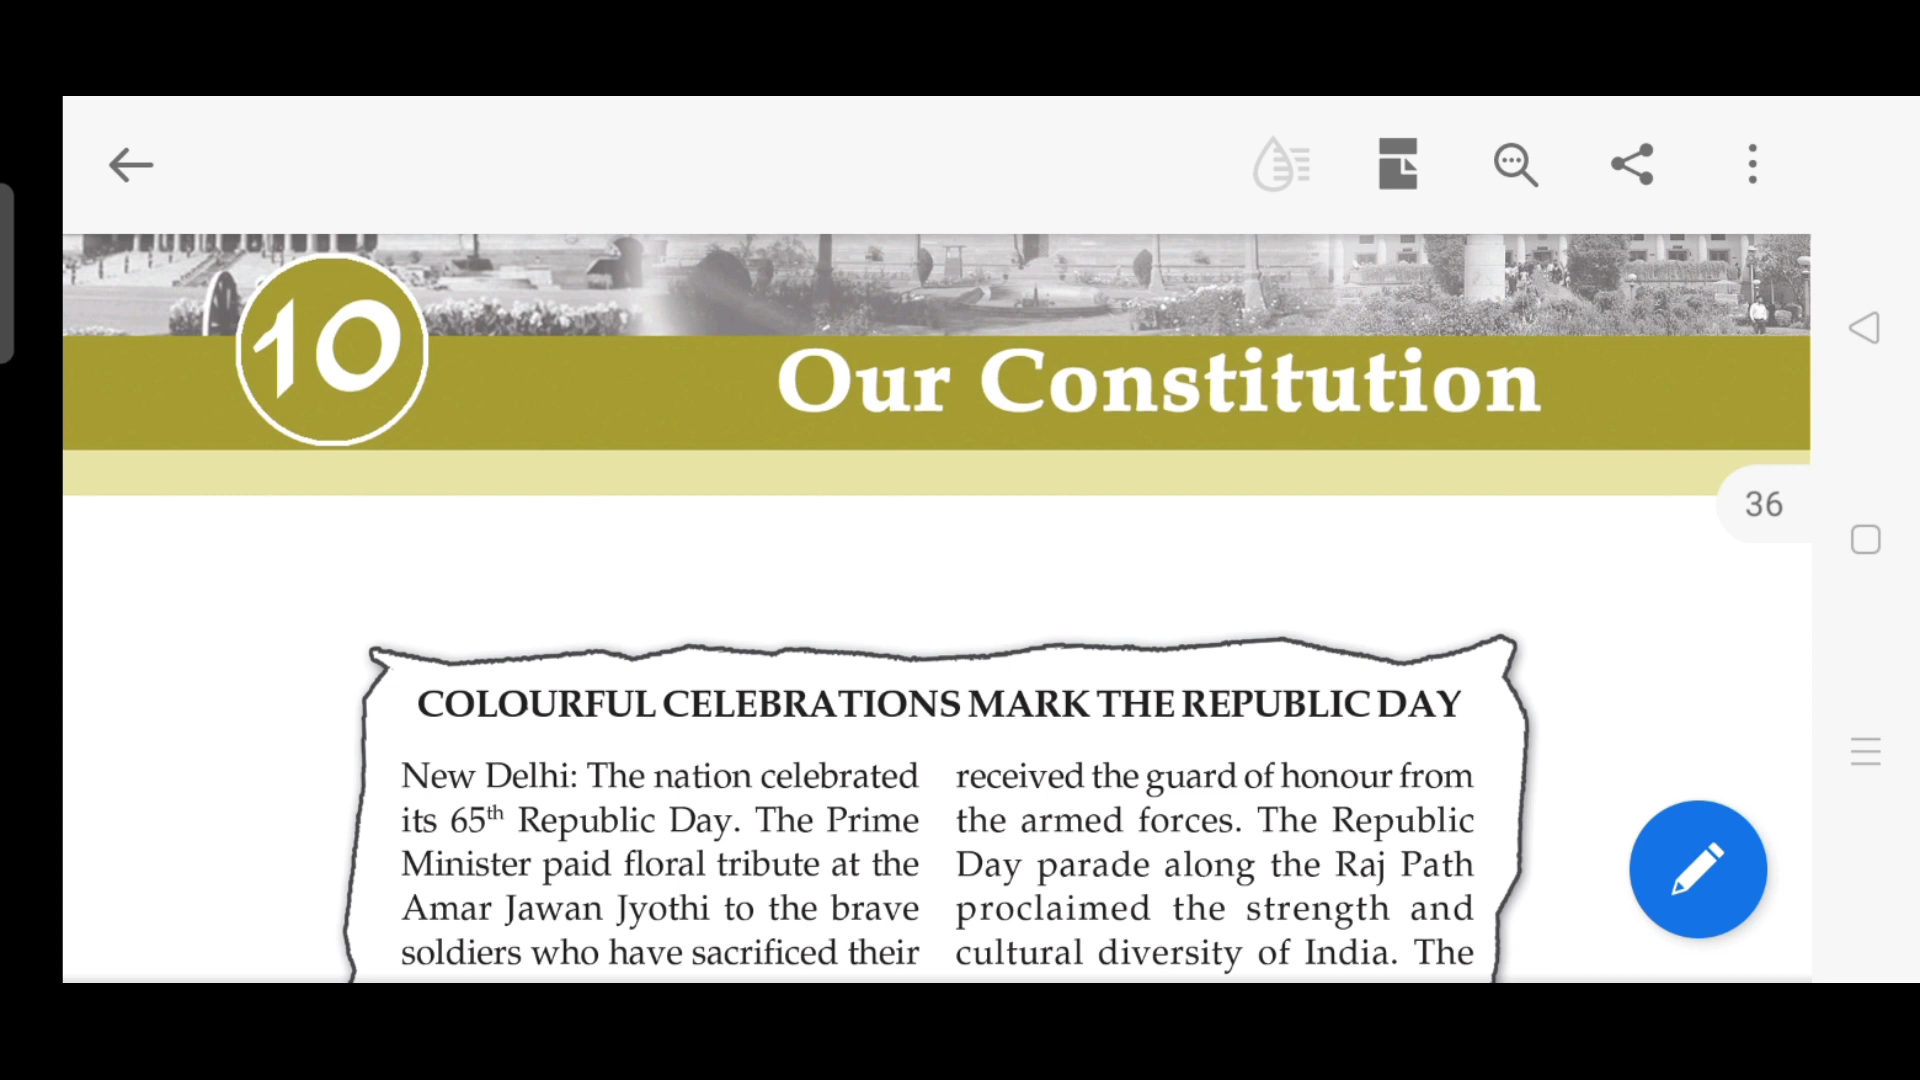 10
Our Constitution
36
COLOURFUL CELEBRATIONS MARK THE REPUBLIC DAY
New Delhi: The nation celebrated
its 65th Republic Day. The Prime
Minister paid floral tribute at the
Amar Jawan Jyothi to the brave
soldiers who have sacrificed their
received the guard of honour from
the armed forces. The Republic
Day parade along the Raj Path
proclaimed the strength and
cultural diversity of India. The